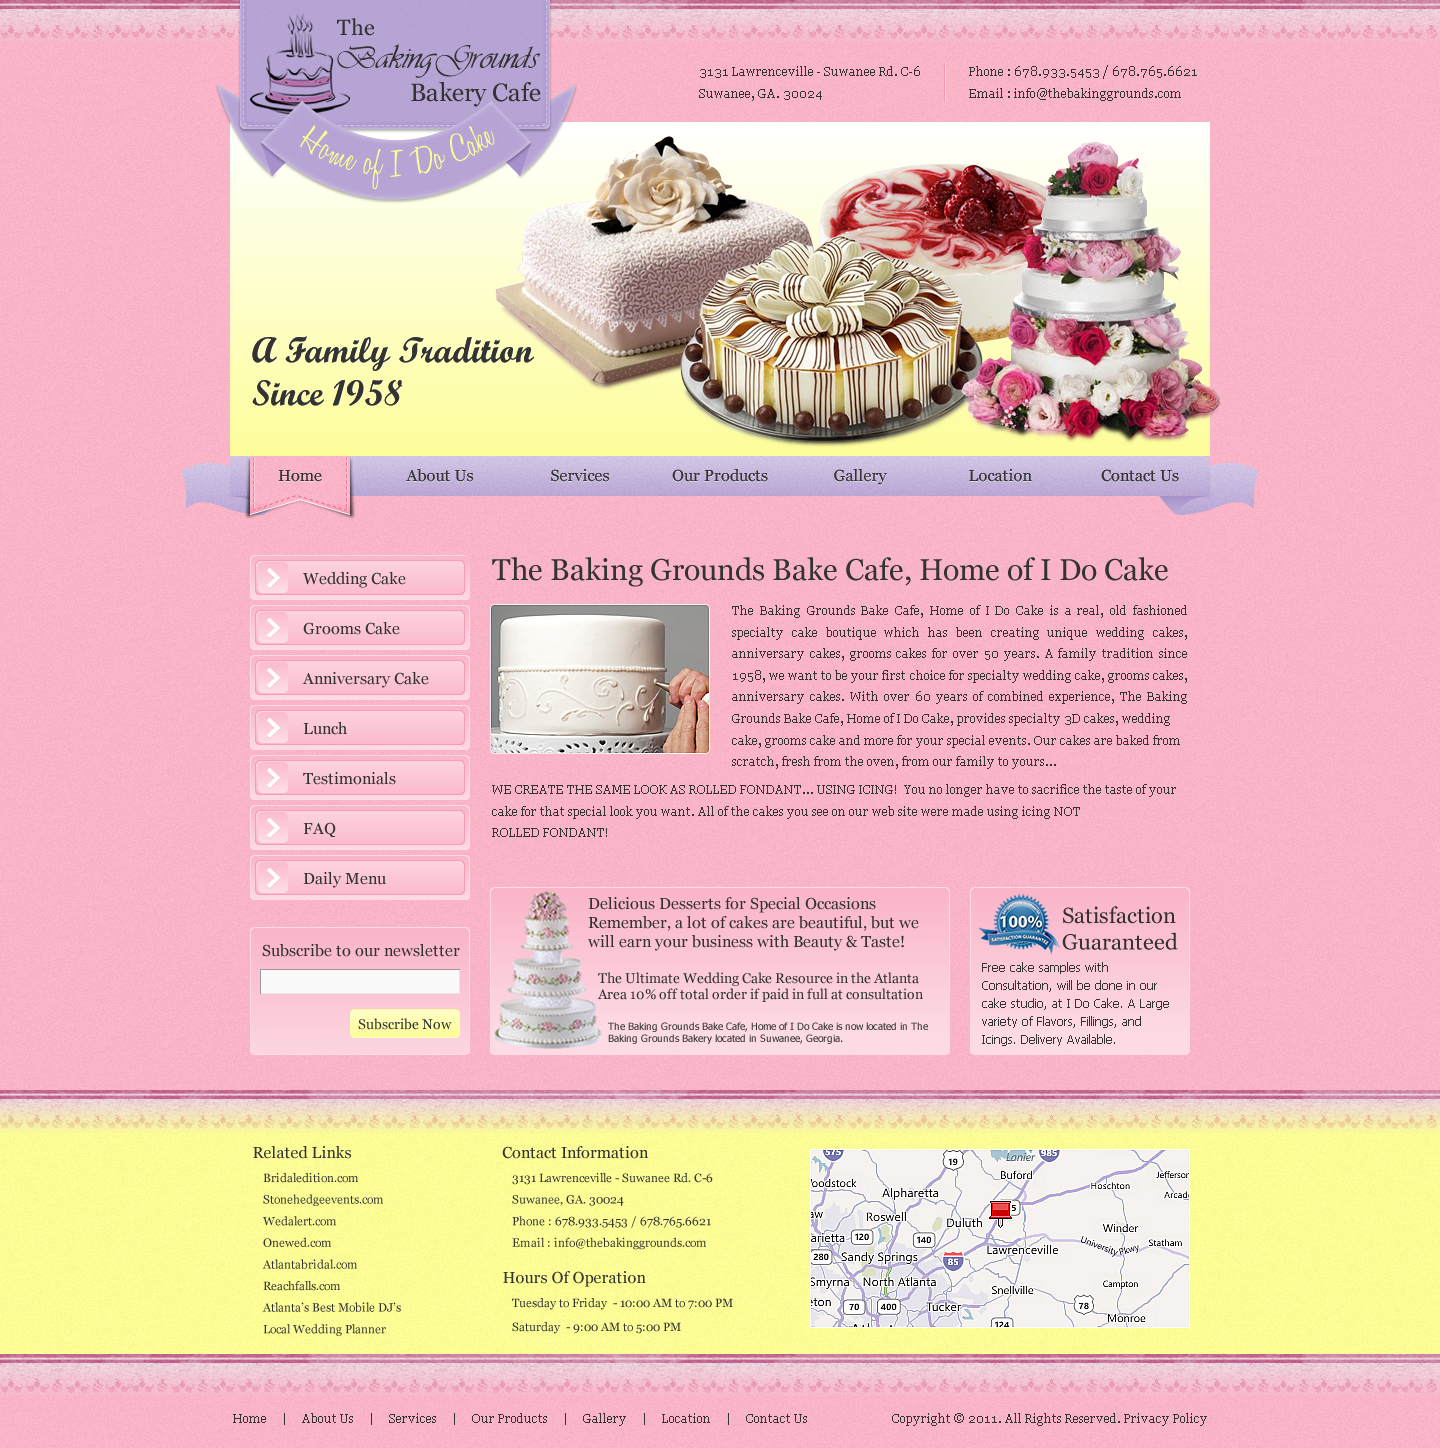 The
Baking Grounds
Bakery Cafe
Home of I Do Cake
3131 Lawrenceville - Suwanee Rd. C-6
Suwanee, GA. 30024
Phone : 678.933.5453 / 678.765.6621
Email : info@thebakinggrounds.com
A Family Tradition
Since 1958
Home
About Us
Services
Our Products
Gallery
Location
Contact Us
Wedding Cake
Grooms Cake
Anniversary Cake
Lunch
Testimonials
FAQ
Daily Menu
Subscribe to our newsletter
Subscribe Now
The Baking Grounds Bake Cafe, Home of I Do Cake
The Baking Grounds Bake Cafe, Home of I Do Cake is a real, old fashioned
specialty cake boutique which has been creating unique wedding cakes,
anniversary cakes, grooms cakes for over 50 years. A family tradition since
1958, we want to be your first choice for specialty wedding cake, grooms cakes,
anniversary cakes. With over 60 years of combined experience, The Baking
Grounds Bake Cafe, Home of I Do Cake, provides specialty 3D cakes, wedding
cake, grooms cake and more for your special events. Our cakes are baked from
scratch, fresh from the oven, from our family to yours...
WE CREATE THE SAME LOOK AS ROLLED FONDANT... USING ICING! You no longer have to sacrifice the taste of your
cake for that special look you want. All of the cakes you see on our web site were made using icing NOT
ROLLED FONDANT!
Delicious Desserts for Special Occasions
Remember, a lot of cakes are beautiful, but we
will earn your business with Beauty & Taste!
The Ultimate Wedding Cake Resource in the Atlanta
Area 10% off total order if paid in full at consultation
The Baking Grounds Bake Cafe, Home of I Do Cake is now located in The
Baking Grounds Bakery located in Suwanee, Georgia.
100%
SATISFACTION GUARANTEE
Satisfaction
Guaranteed
Free cake samples with
Consultation, will be done in our
cake studio, at I Do Cake. A Large
variety of Flavors, Fillings, and
Icings. Delivery Available.
Related Links
Bridaledition.com
Stonehedgeevents.com
Wedalert.com
Onewed.com
Atlantabridal.com
Reachfalls.com
Atlanta's Best Mobile DJ's
Local Wedding Planner
Contact Information
3131 Lawrenceville - Suwanee Rd. C-6
Suwanee, GA. 30024
Phone : 678.933.5453 / 678.765.6621
Email : info@thebakinggrounds.com
Hours Of Operation
Tuesday to Friday - 10:00 AM to 7:00 PM
Saturday - 9:00 AM to 5:00 PM
575
19
Lanier
985
Buford
Hoschton
Jefferson
oodstock
Alpharetta
Arcade
aw
Roswell
Duluth
5
Winder
arietta
120
140
University Pkwy
Statham
280
Sandy Springs
85
Lawrenceville
Smyrna
North Atlanta
Snellville
Campton
eton
70
400
Tucker
78
124
Monroe
Home | About Us | Services | Our Products | Gallery | Location | Contact Us
Copyright © 2011. All Rights Reserved. Privacy Policy